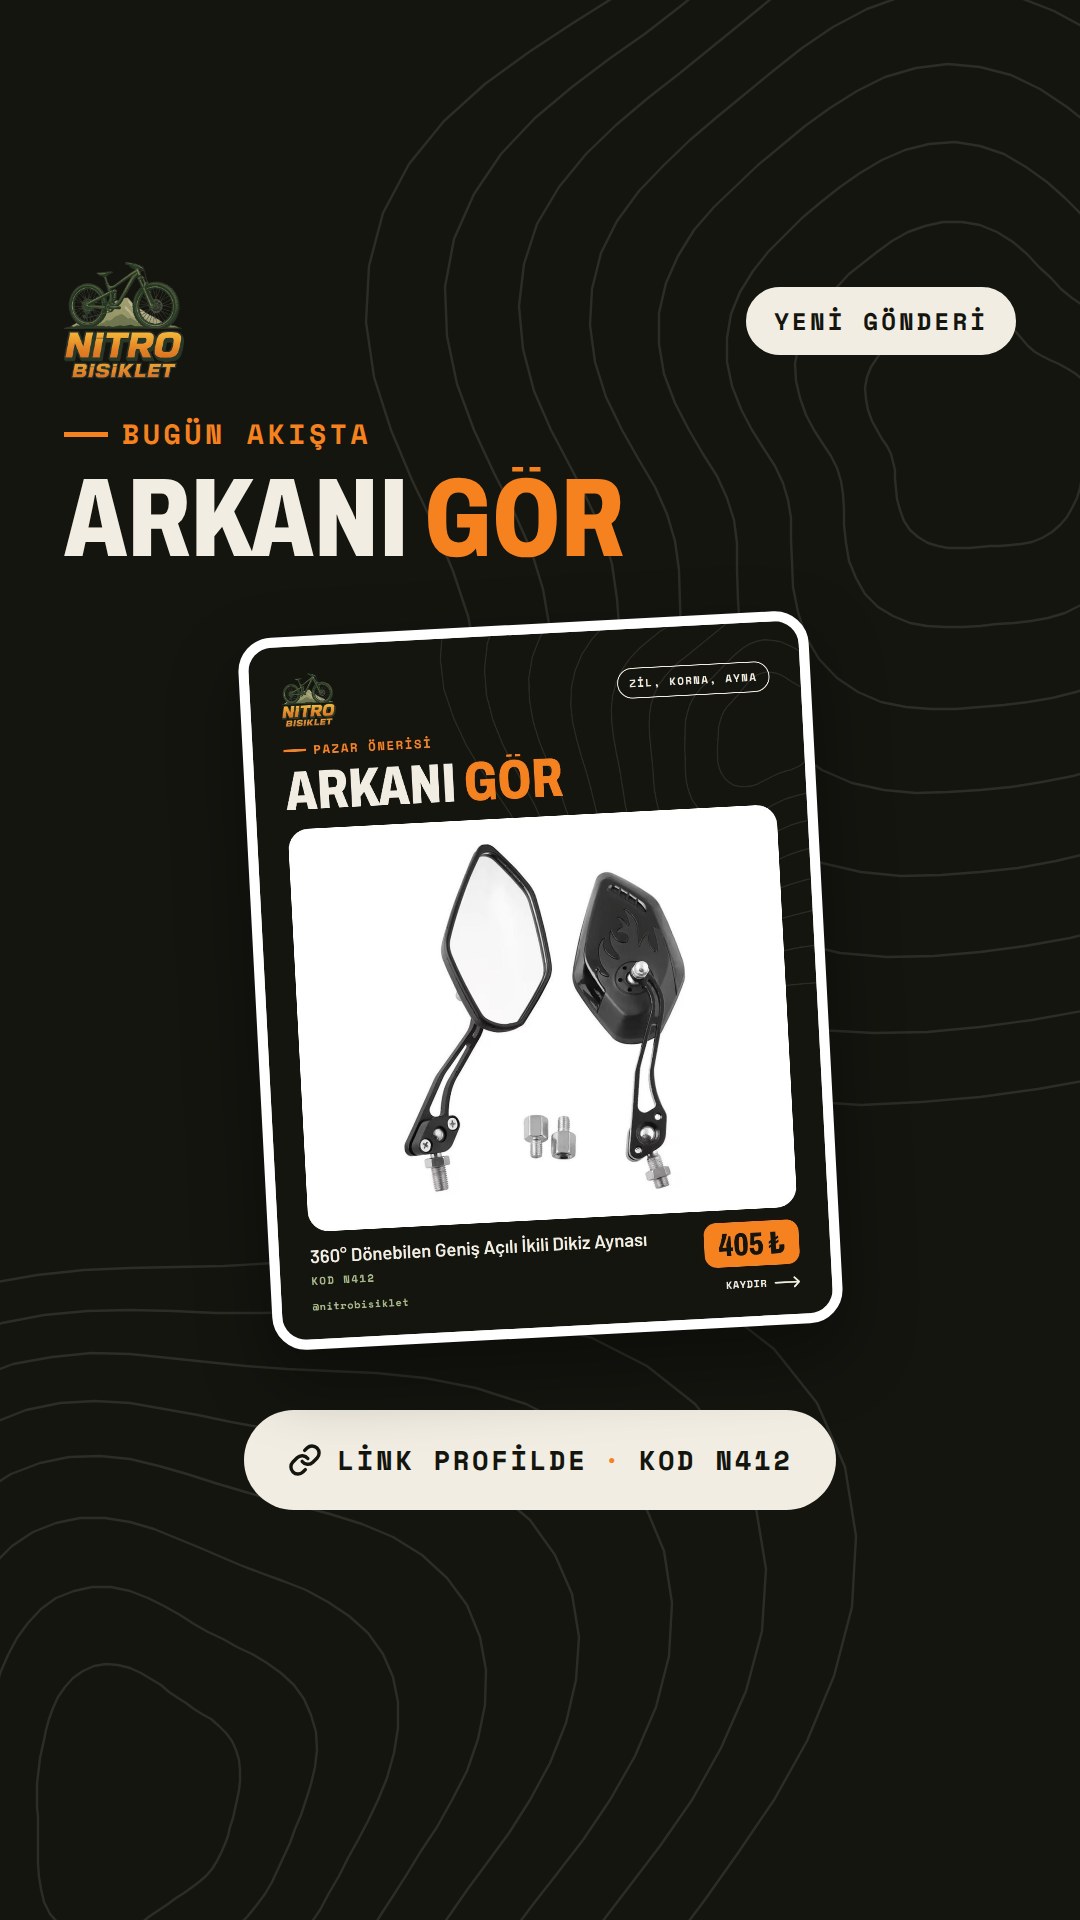 NiTRO
BiSiKLET
YENİ GÖNDERİ
BUGÜN AKIŞTA
ARKANI GÖR
NiTRO
BISIKLET
ZİL, KORNA, AYNA
PAZAR ÖNERİSİ
ARKANI GÖR
360° Dönebilen Geniş Açılı İkili Dikiz Aynası
405 ₺
KOD N412
KAYDIR
@nitrobisiklet
LİNK PROFİLDE · KOD N412